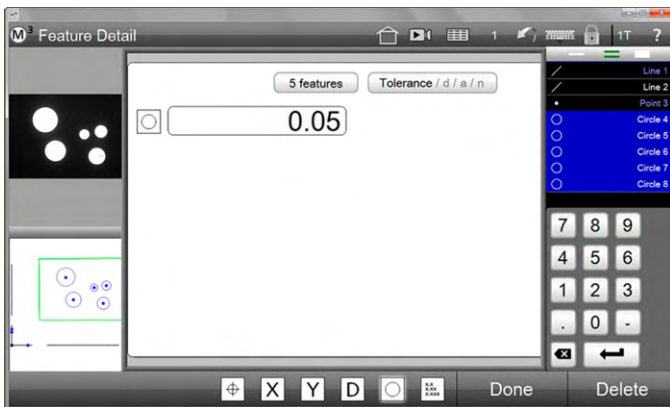 M³ Feature Detail
1
1T
?
5 features
Tolerance / d / a / n
0.05
Line 1
Line 2
Point 3
Circle 4
Circle 5
Circle 6
Circle 7
Circle 8
7 8 9
4 5 6
1 2 3
. 0 -
X Y D
X.X
X.XX
X.XXX
Done
Delete